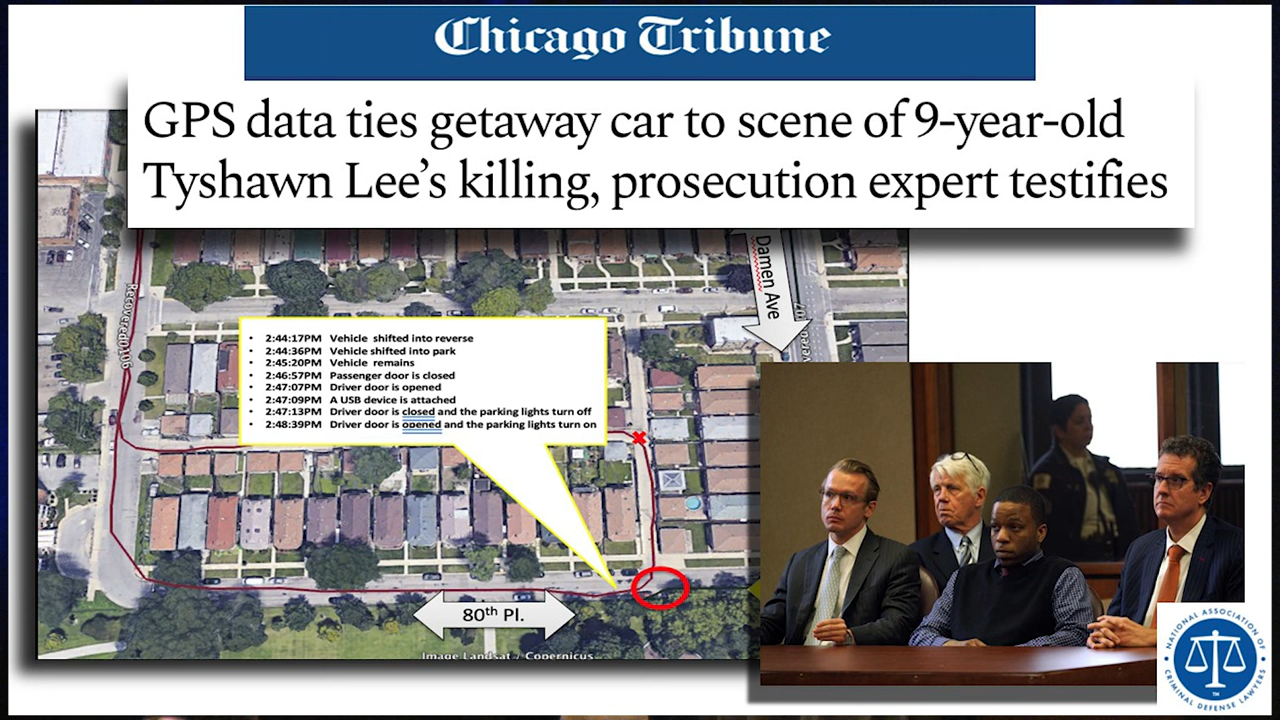 Chicago Tribune
GPS data ties getaway car to scene of 9-year-old
Tyshawn Lee's killing, prosecution expert testifies
Damen Ave
Recovered0106
• 2:44:17PM Vehicle shifted into reverse
• 2:44:36PM Vehicle shifted into park
• 2:45:20PM Vehicle remains
• 2:46:57PM Passenger door is closed
• 2:47:07PM Driver door is opened
• 2:47:09PM A USB device is attached
• 2:47:13PM Driver door is closed and the parking lights turn off
• 2:48:39PM Driver door is opened and the parking lights turn on
80th Pl.
Image Landsat / Copernicus
NATIONAL ASSOCIATION OF
CRIMINAL DEFENSE LAWYERS
TM